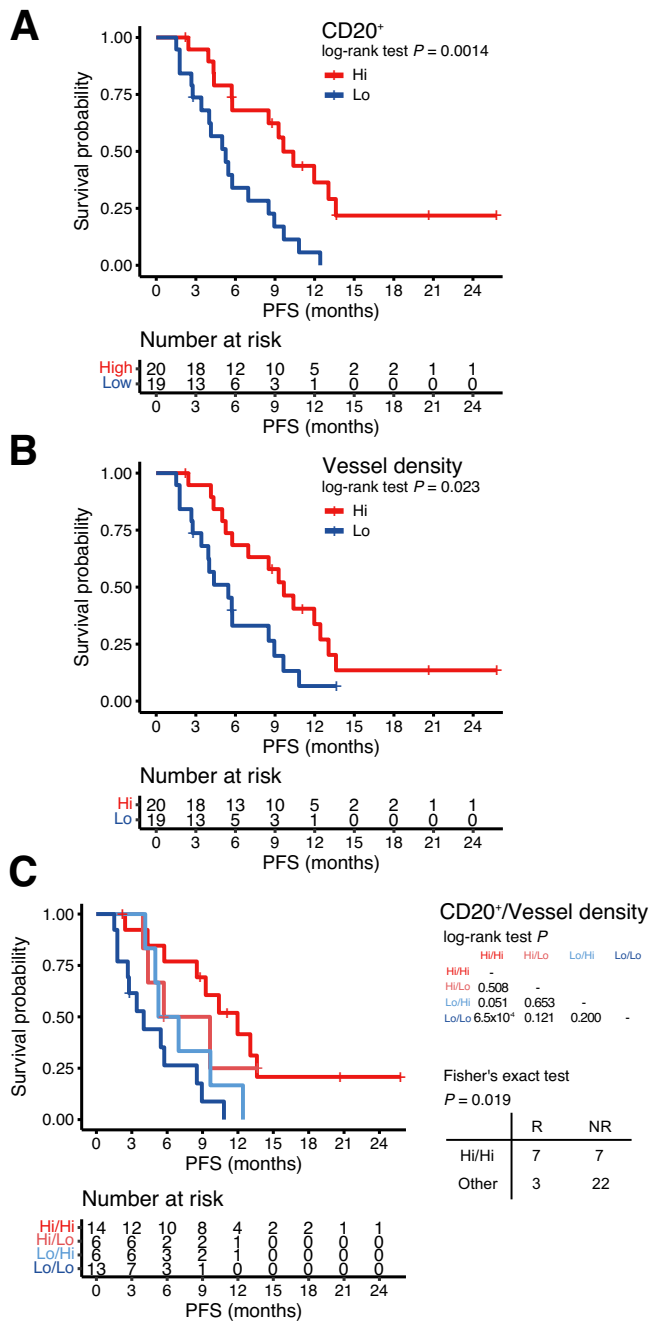 A
CD20⁺
log-rank test P = 0.0014
Hi
Lo
Survival probability
1.00
0.75
0.50
0.25
0.00
0 3 6 9 12 15 18 21 24
PFS (months)
Number at risk
High 20 18 12 10 5 2 2 1 1
Low 19 13 6 3 1 0 0 0 0
0 3 6 9 12 15 18 21 24
PFS (months)
B
Vessel density
log-rank test P = 0.023
Hi
Lo
Survival probability
1.00
0.75
0.50
0.25
0.00
0 3 6 9 12 15 18 21 24
PFS (months)
Number at risk
Hi 20 18 13 10 5 2 2 1 1
Lo 19 13 5 3 1 0 0 0 0
0 3 6 9 12 15 18 21 24
PFS (months)
C
Survival probability
1.00
0.75
0.50
0.25
0.00
0 3 6 9 12 15 18 21 24
PFS (months)
CD20⁺/Vessel density
log-rank test P
Hi/Hi Hi/Lo Lo/Hi Lo/Lo
Hi/Hi -
Hi/Lo 0.508 -
Lo/Hi 0.051 0.653 -
Lo/Lo 6.5x10⁻⁴ 0.121 0.200 -
Fisher's exact test
P = 0.019
R NR
Hi/Hi 7 7
Other 3 22
Number at risk
Hi/Hi 14 12 10 8 4 2 2 1 1
Hi/Lo 6 6 2 2 1 0 0 0 0
Lo/Hi 6 6 3 2 1 0 0 0 0
Lo/Lo 13 7 3 1 0 0 0 0 0
0 3 6 9 12 15 18 21 24
PFS (months)